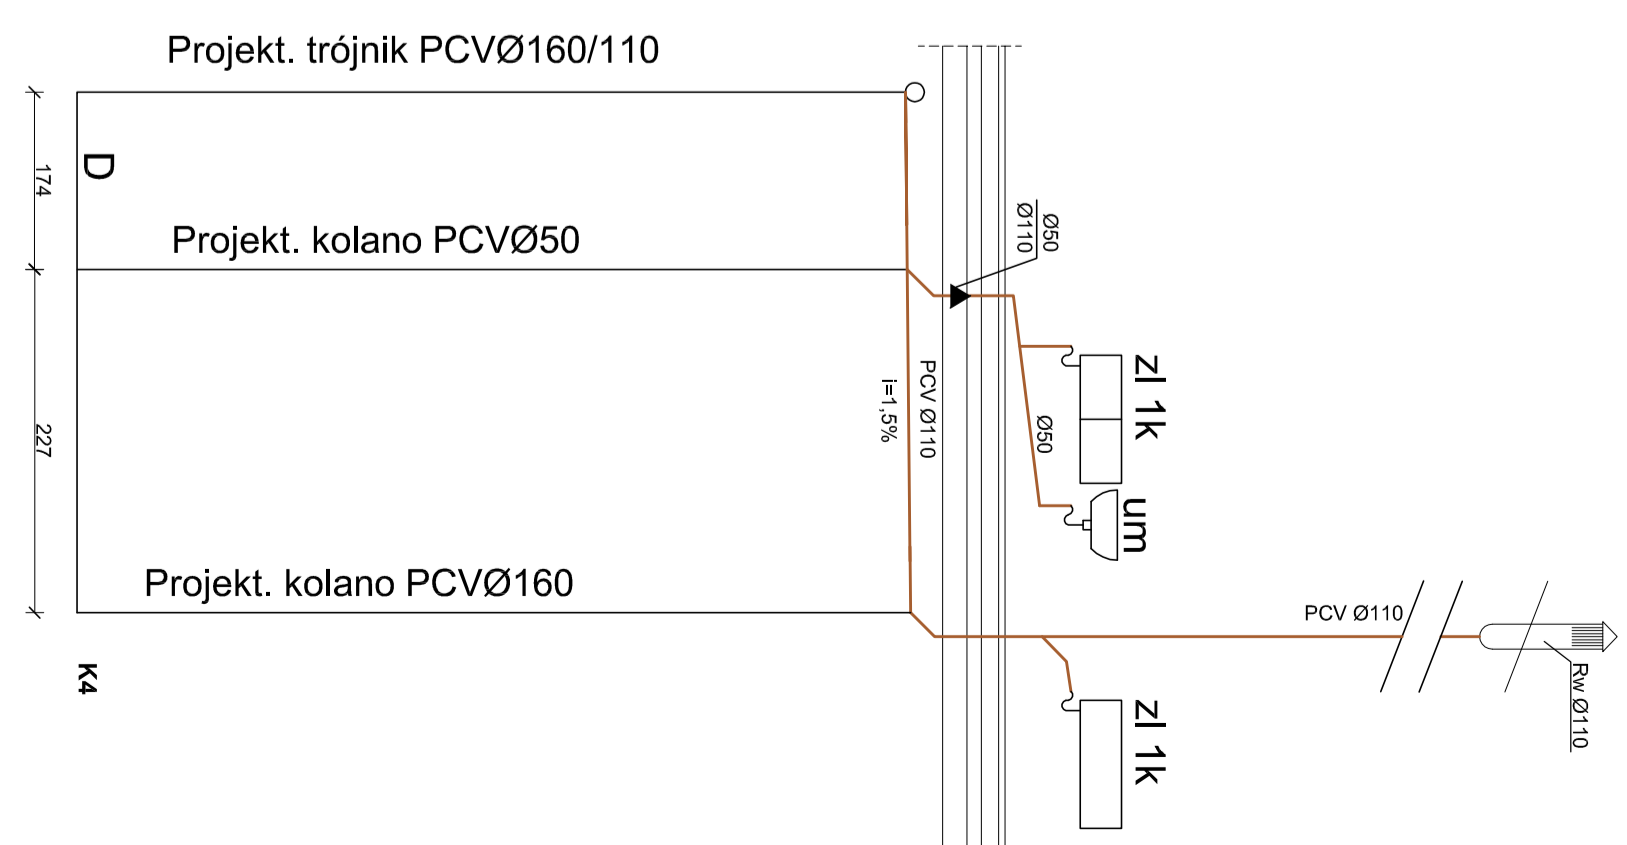 Projekt. trójnik PCVØ160/110
D
174
Projekt. kolano PCVØ50
Ø50
Ø110
zl 1k
PCV Ø110
i=1,5%
Ø50
227
um
Projekt. kolano PCVØ160
PCV Ø110
Rw Ø110
K4
zl 1k